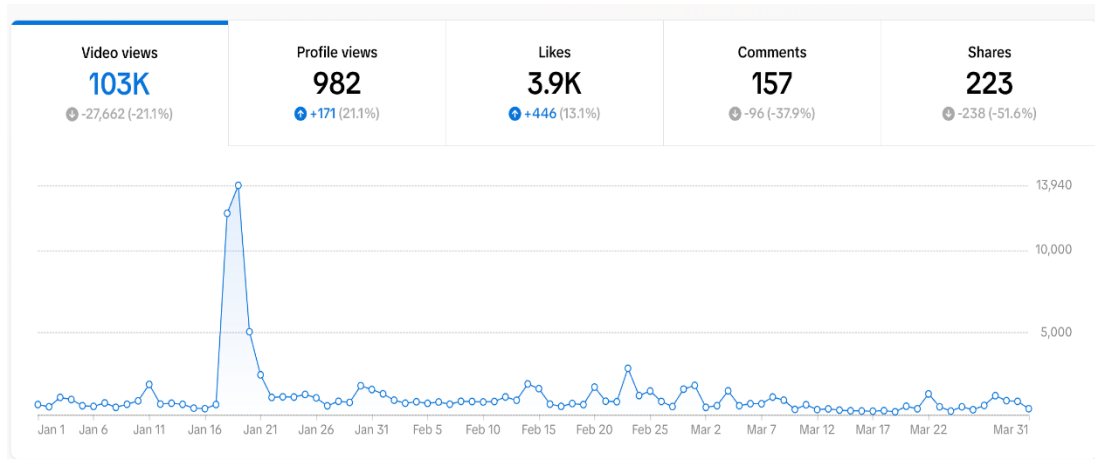 Video views
103K
-27,662 (-21.1%)
Profile views
982
+171 (21.1%)
Likes
3.9K
+446 (13.1%)
Comments
157
-96 (-37.9%)
Shares
223
-238 (-51.6%)
13,940
10,000
5,000
Jan 1 Jan 6 Jan 11 Jan 16 Jan 21 Jan 26 Jan 31 Feb 5 Feb 10 Feb 15 Feb 20 Feb 25 Mar 2 Mar 7 Mar 12 Mar 17 Mar 22 Mar 31